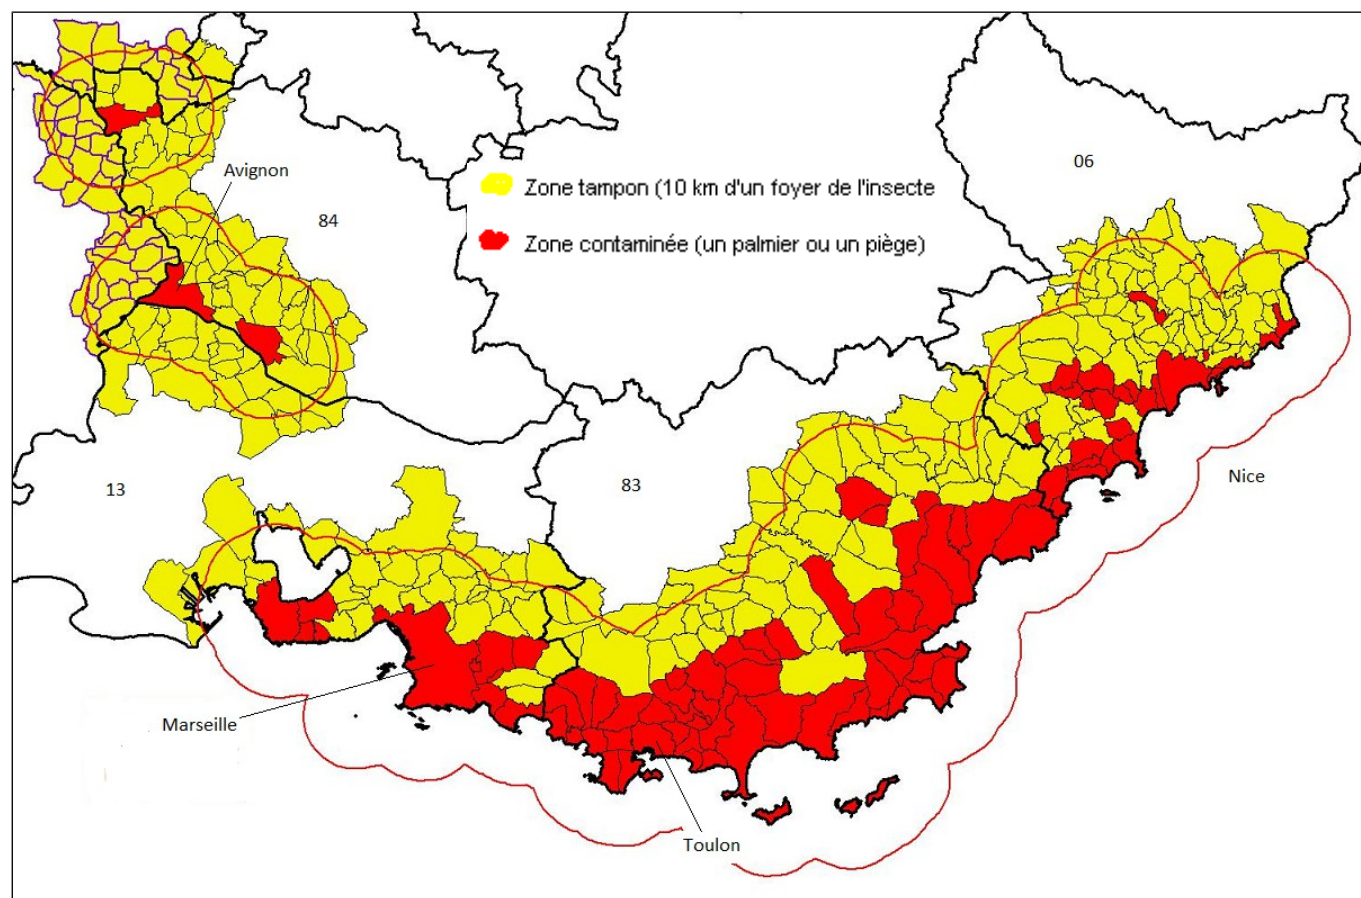 06
Avignon
Zone tampon (10 km d'un foyer de l'insecte
84
Zone contaminée (un palmier ou un piège)
Nice
83
13
Marseille
Toulon